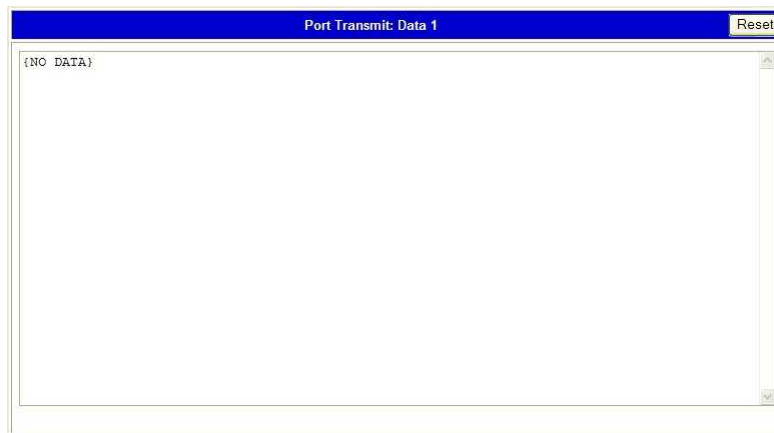 Port Transmit: Data 1
Reset
{NO DATA}